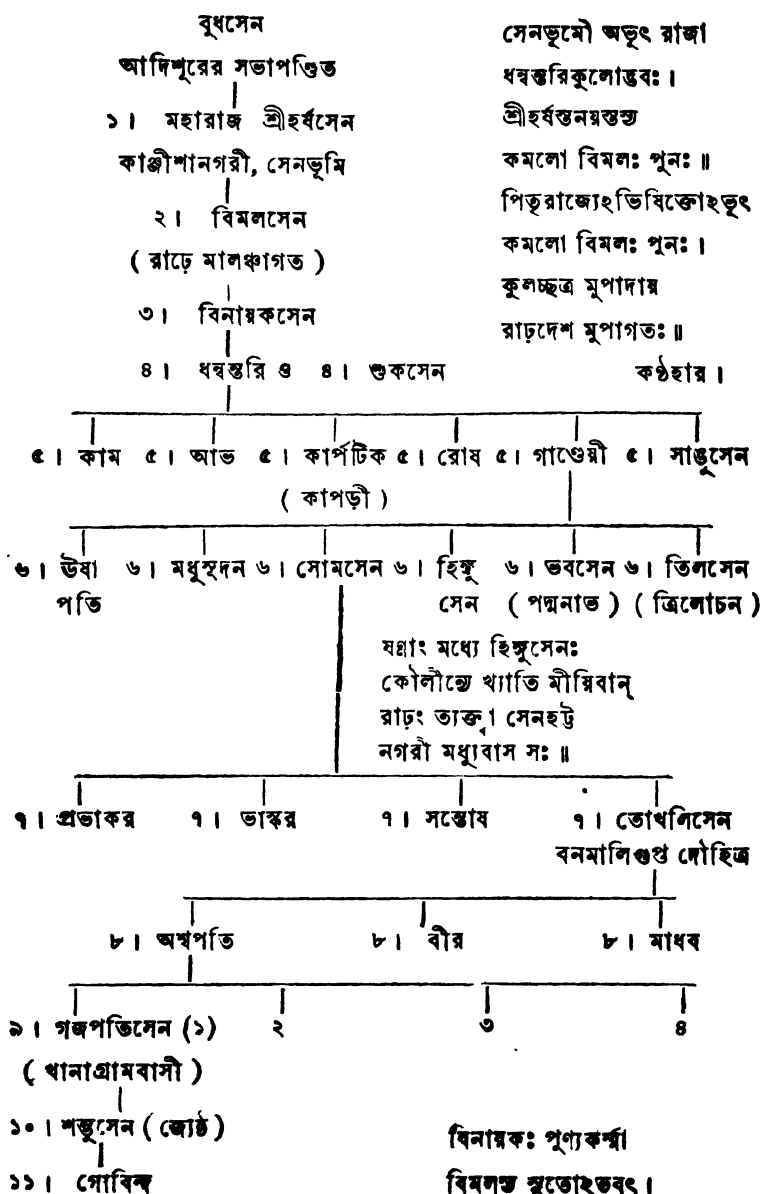 বুধসেন
আদিশূরের সভাপণ্ডিত
১। মহারাজ শ্রীহর্ষসেন
কাঞ্জীশানগরী, সেনভূমি
২। বিমলসেন
( রাঢ়ে মালঞ্চাগত )
৩। বিনায়কসেন
৪। ধন্বন্তরি ও ৪। শুকসেন
সেনভূমৌ অভূৎ রাজা
ধন্বন্তরিকুলোদ্ভবঃ।
শ্রীহর্ষস্তনয়স্তস্য
কমলো বিমলঃ পুনঃ॥
পিতৃরাজ্যেঽভিষিক্তোঽভূৎ
কমলো বিমলঃ পুনঃ।
কুলচ্ছত্র মুপাদায়
রাঢ়দেশ মুপাগতঃ॥
কণ্ঠহার।
৫। কাম ৫। আভ ৫। কার্পটিক ৫। রোষ ৫। গাণ্ডেয়ী ৫। সাঙুসেন
( কাপড়ী )
৬। ঊষা ৬। মধুসূদন ৬। সোমসেন ৬। হিঙ্গু ৬। ভবসেন ৬। তিলসেন
পতি সেন ( পদ্মনাভ ) ( ত্রিলোচন )
ষণ্ণাং মধ্যে হিঙ্গুসেনঃ
কৌলীন্যে খ্যাতি মীয়িবান্
রাঢ়ং ত্যক্ত্বা সেনহট্ট
নগরী মধ্যুবাস সঃ॥
৭। প্রভাকর ৭। ভাস্কর ৭। সন্তোষ ৭। তোথলিসেন
বনমালিগুপ্ত দৌহিত্র
৮। অশ্বপতি ৮। বীর ৮। মাধব
৯। গজপতিসেন (১) ২ ৩ ৪
( থানাগ্রামবাসী )
১০। শম্ভুসেন ( জ্যেষ্ঠ )
১১। গোবিন্দ
বিনায়কঃ পুণ্যকর্ম্মা
বিমলস্য সুতোঽভবৎ।